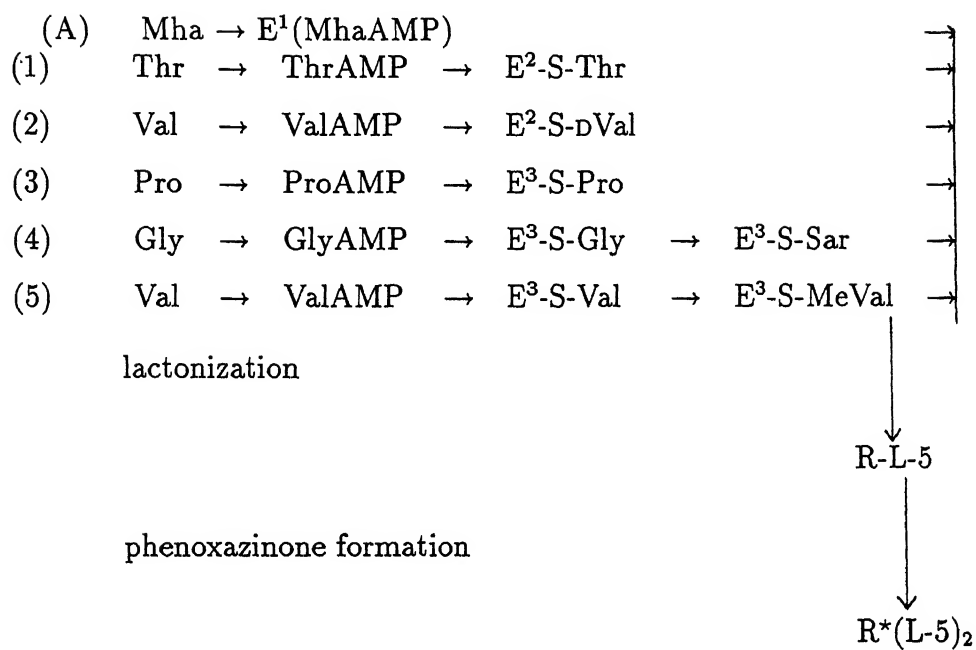 (A) Mha → E¹(MhaAMP) →
(1) Thr → ThrAMP → E²-S-Thr →
(2) Val → ValAMP → E²-S-ᴅVal →
(3) Pro → ProAMP → E³-S-Pro →
(4) Gly → GlyAMP → E³-S-Gly → E³-S-Sar →
(5) Val → ValAMP → E³-S-Val → E³-S-MeVal →
lactonization
R-L-5
phenoxazinone formation
R*(L-5)₂